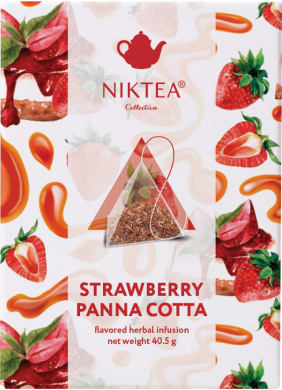 NIKTEA®
Collection
STRAWBERRY
PANNA COTTA
flavored herbal infusion
net weight 40.5 g